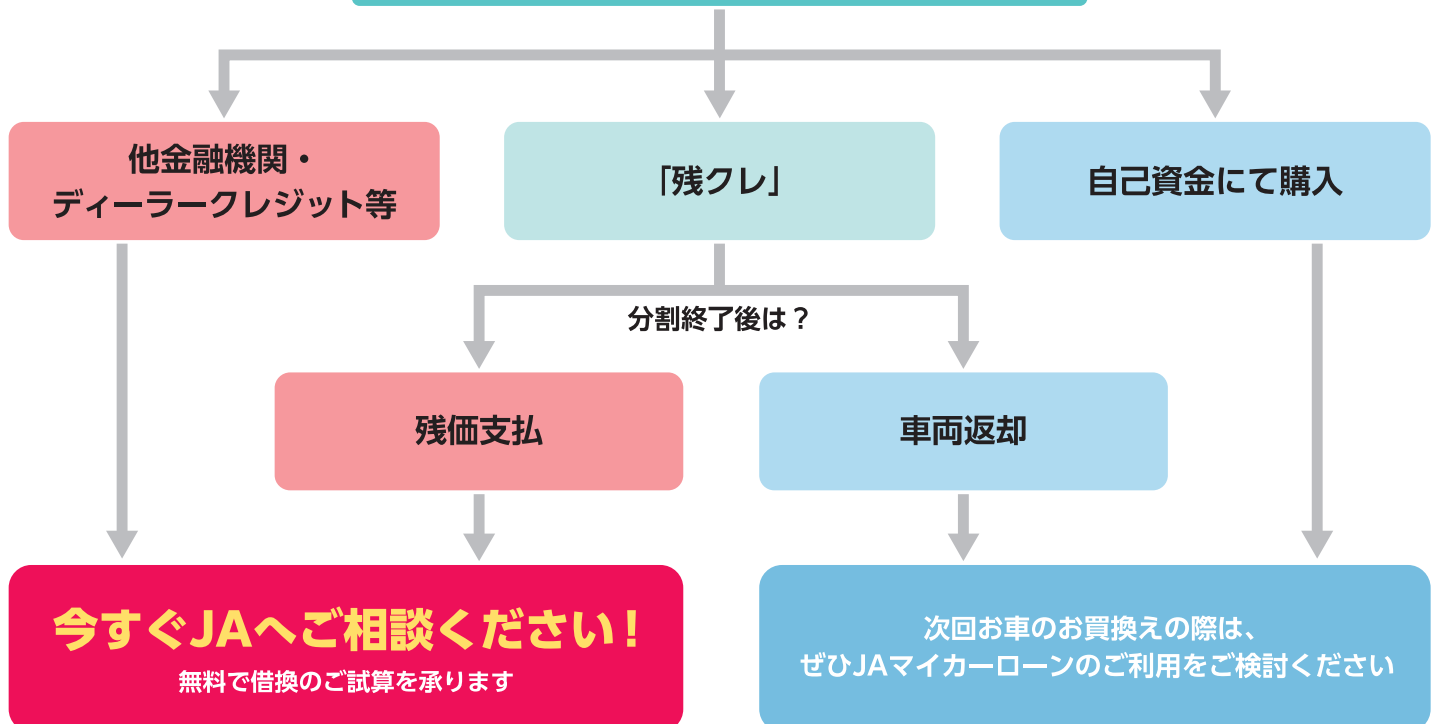 他金融機関・
ディーラークレジット等
「残クレ」
自己資金にて購入
分割終了後は？
残価支払
車両返却
今すぐJAへご相談ください！
無料で借換のご試算を承ります
次回お車のお買換えの際は、
ぜひJAマイカーローンのご利用をご検討ください